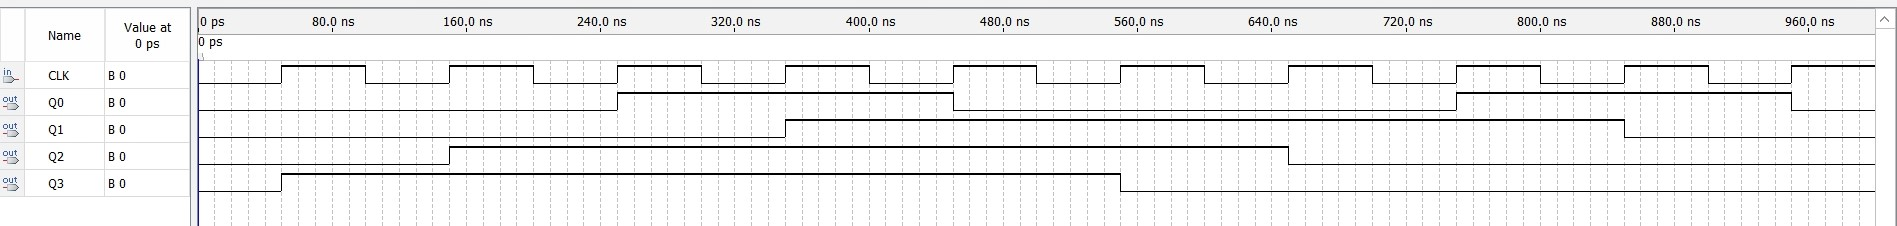 Name
Value at
0 ps
0 ps 80.0 ns 160.0 ns 240.0 ns 320.0 ns 400.0 ns 480.0 ns 560.0 ns 640.0 ns 720.0 ns 800.0 ns 880.0 ns 960.0 ns
0 ps
in CLK B 0
out Q0 B 0
out Q1 B 0
out Q2 B 0
out Q3 B 0